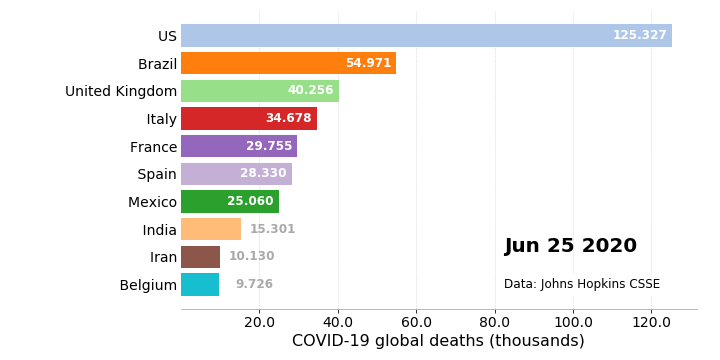 US 125.327
Brazil 54.971
United Kingdom 40.256
Italy 34.678
France 29.755
Spain 28.330
Mexico 25.060
India 15.301
Iran 10.130
Belgium 9.726
Jun 25 2020
Data: Johns Hopkins CSSE
20.0 40.0 60.0 80.0 100.0 120.0
COVID-19 global deaths (thousands)